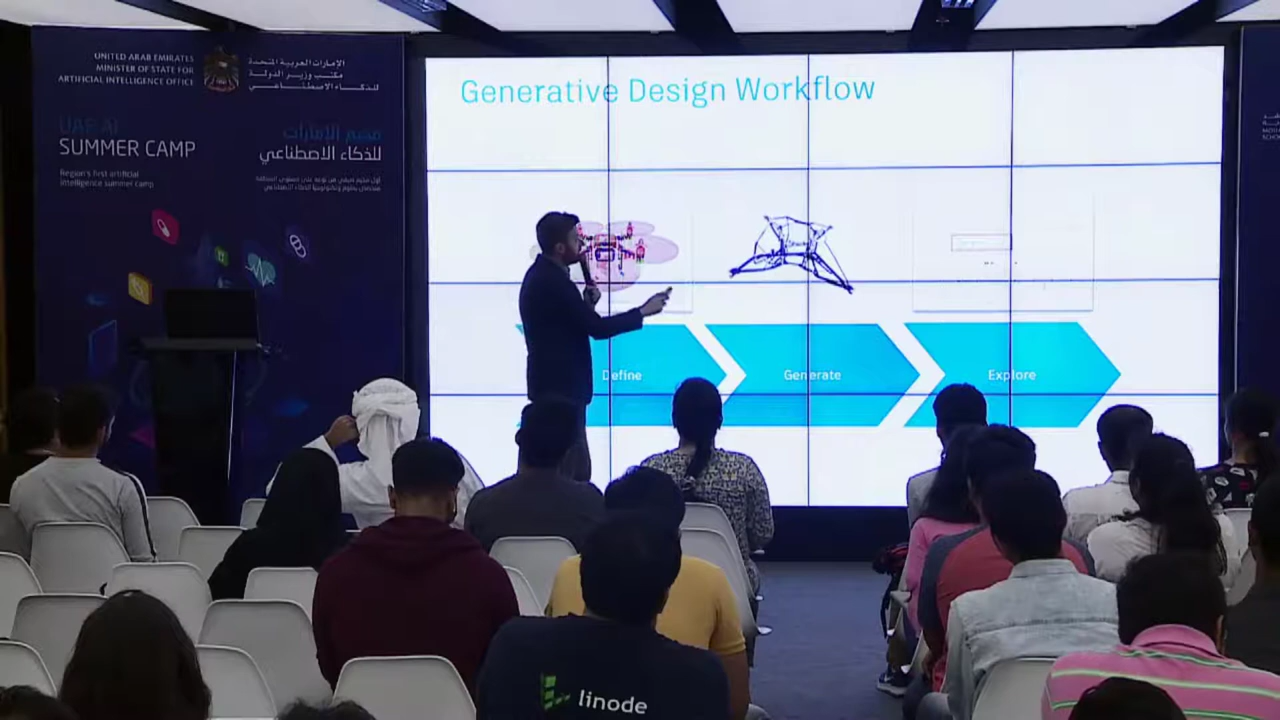 UNITED ARAB EMIRATES
MINISTER OF STATE FOR
ARTIFICIAL INTELLIGENCE OFFICE
الإمارات العربية المتحدة
مكتب وزير الدولة
للذكاء الاصطناعي
UAE AI
SUMMER CAMP
Region's first artificial
intelligence summer camp
مخيم الإمارات
للذكاء الاصطناعي
Generative Design Workflow
Define
Generate
Explore
linode